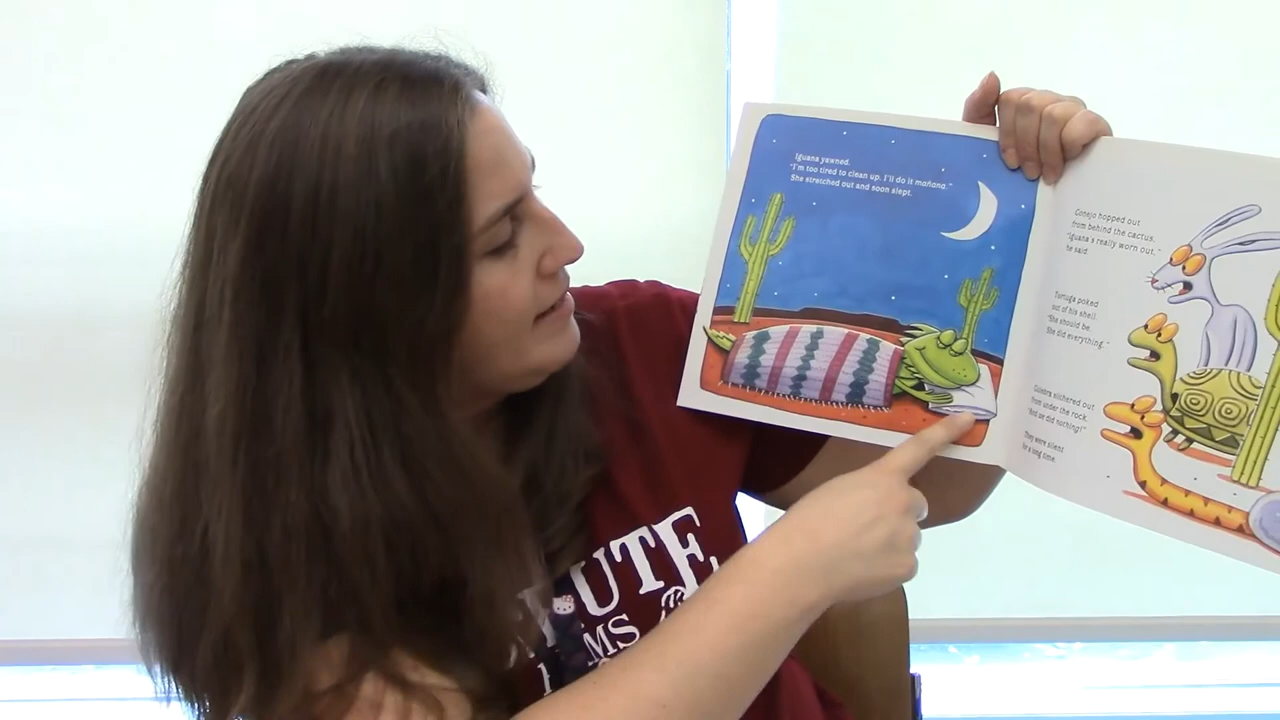 Iguana yawned.
"I'm too tired to clean up. I'll do it mañana."
She stretched out and soon slept.
Conejo hopped out
from behind the cactus.
"Iguana's really worn out,"
he said.
Tortuga poked
out of his shell.
"She should be.
She did everything."
Culebra slithered out
from under the rock.
"And we did nothing!"
They were silent
for a long time.
UTE
MS